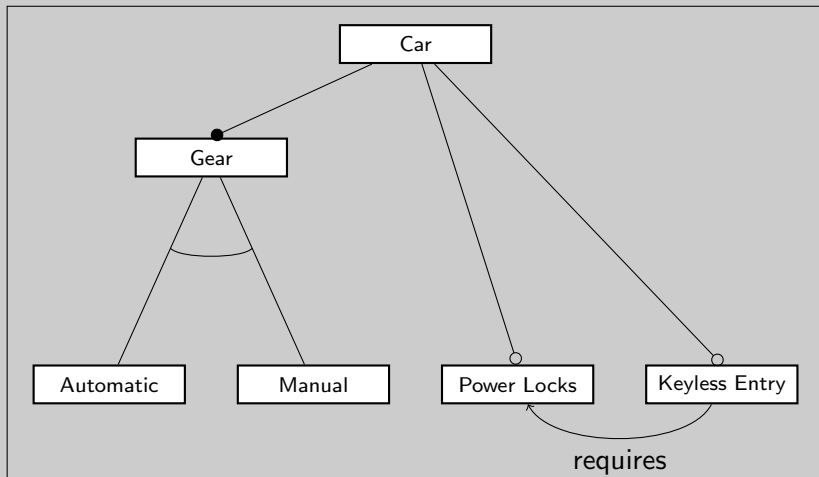 Car
Gear
Automatic
Manual
Power Locks
Keyless Entry
requires